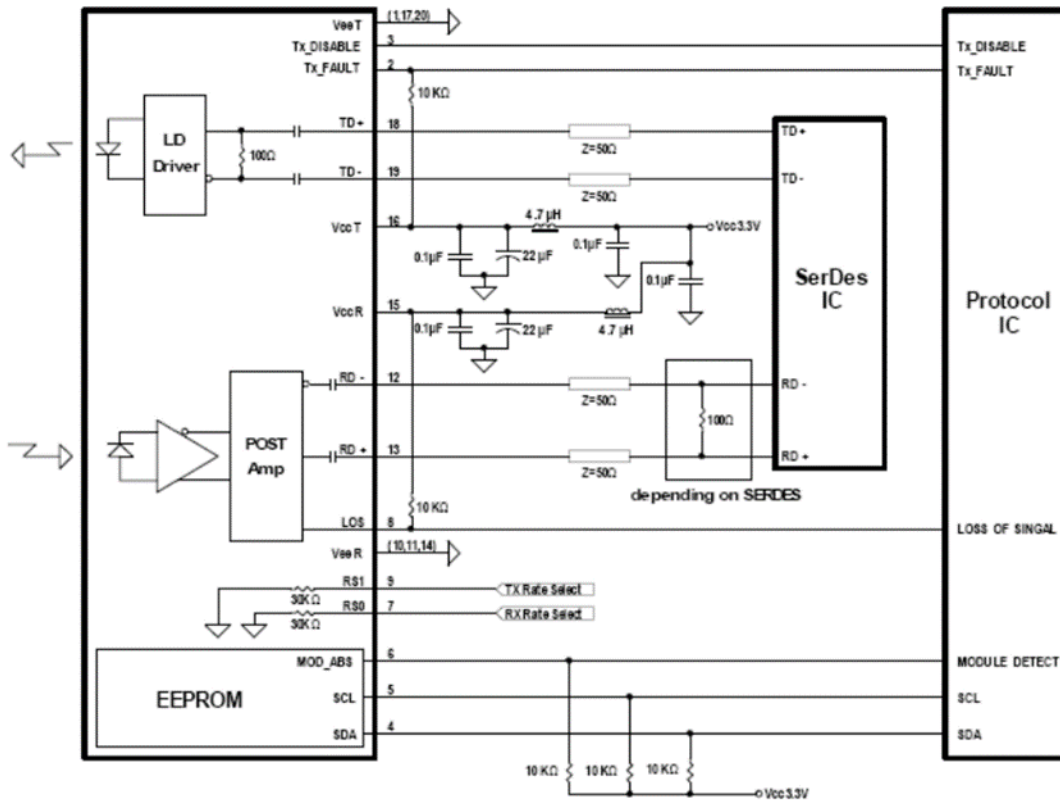 VeeT (1,17,20)
Tx_DISABLE 3 Tx_DISABLE
Tx_FAULT 2 Tx_FAULT
10 KΩ
LD
Driver
100Ω
TD+ 18 Z=50Ω TD+
TD- 19 Z=50Ω TD-
VccT 16 4.7 μH Vcc3.3V
0.1μF 22 μF 0.1μF 0.1μF
SerDes
IC
Protocol
IC
VccR 15
0.1μF 22 μF 4.7 μH
RD - 12 Z=50Ω RD -
100Ω
POST
Amp
RD + 13 Z=50Ω RD +
depending on SERDES
10 KΩ
LOS 8 LOSS OF SINGAL
VeeR (10,11,14)
RS1 9 TX Rate Select
30KΩ
RS0 7 RX Rate Select
30KΩ
EEPROM
MOD_ABS 6 MODULE DETECT
SCL 5 SCL
SDA 4 SDA
10 KΩ 10 KΩ 10 KΩ
Vcc3.3V